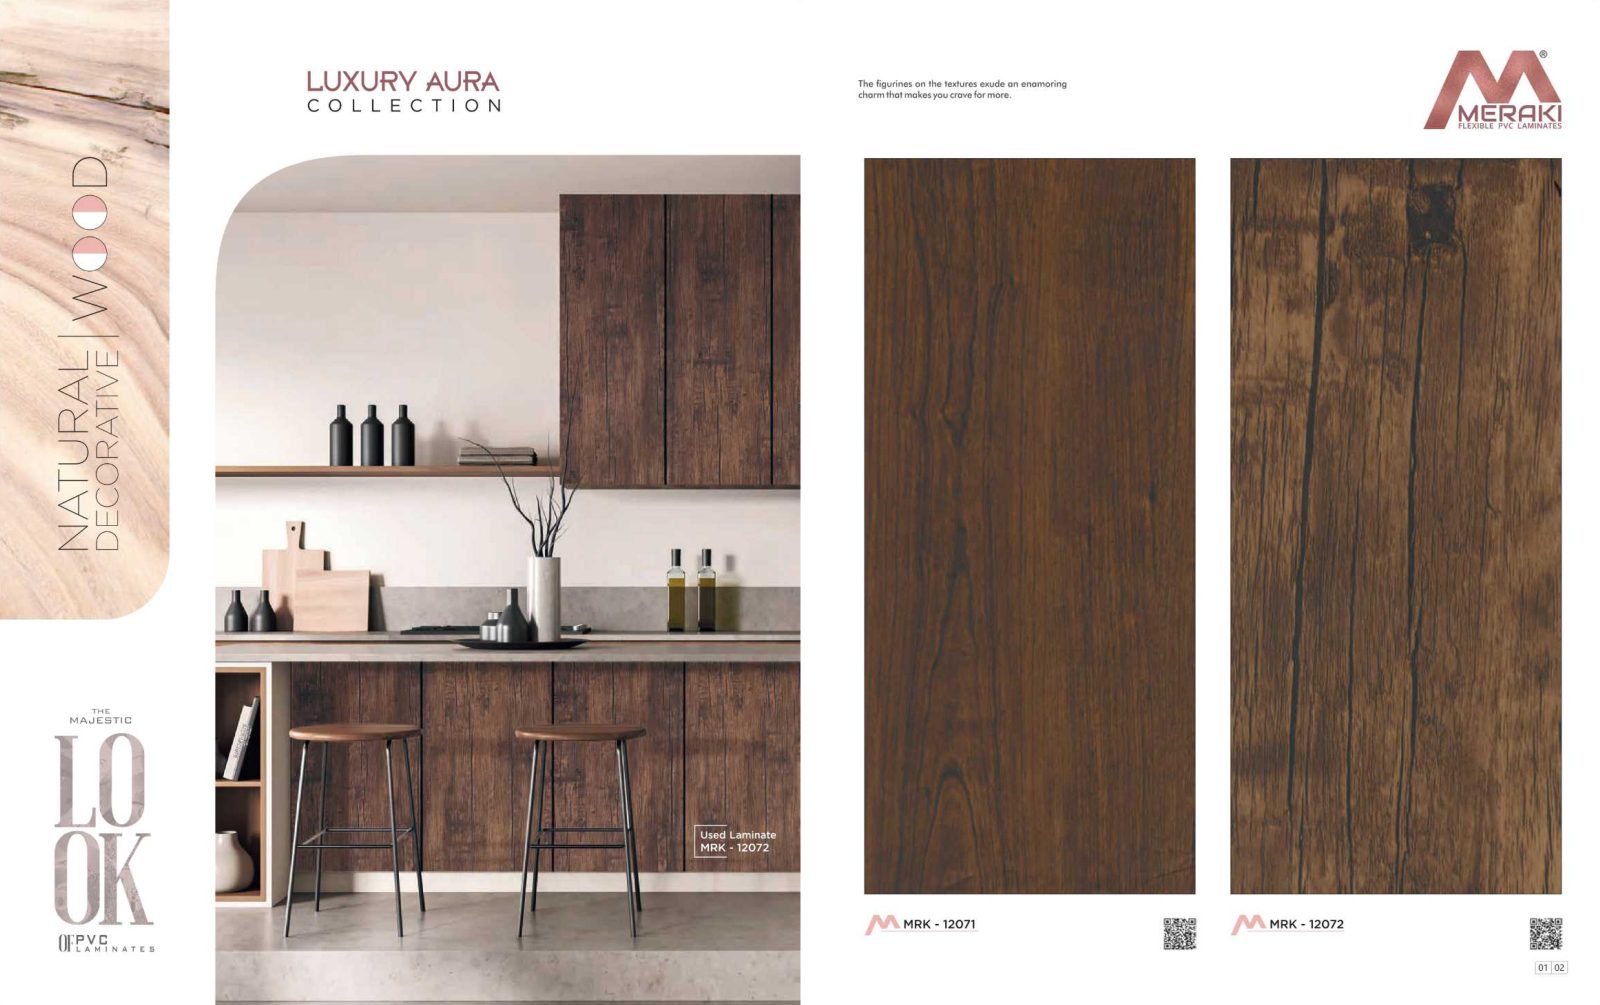 NATURAL
DECORATIVE
WOOD
THE
MAJESTIC
LO
OK
OF PVC
LAMINATES
LUXURY AURA
COLLECTION
Used Laminate
MRK - 12072
The figurines on the textures exude an enamoring
charm that makes you crave for more.
®
MERAKI
FLEXIBLE PVC LAMINATES
MRK - 12071
MRK - 12072
01 02